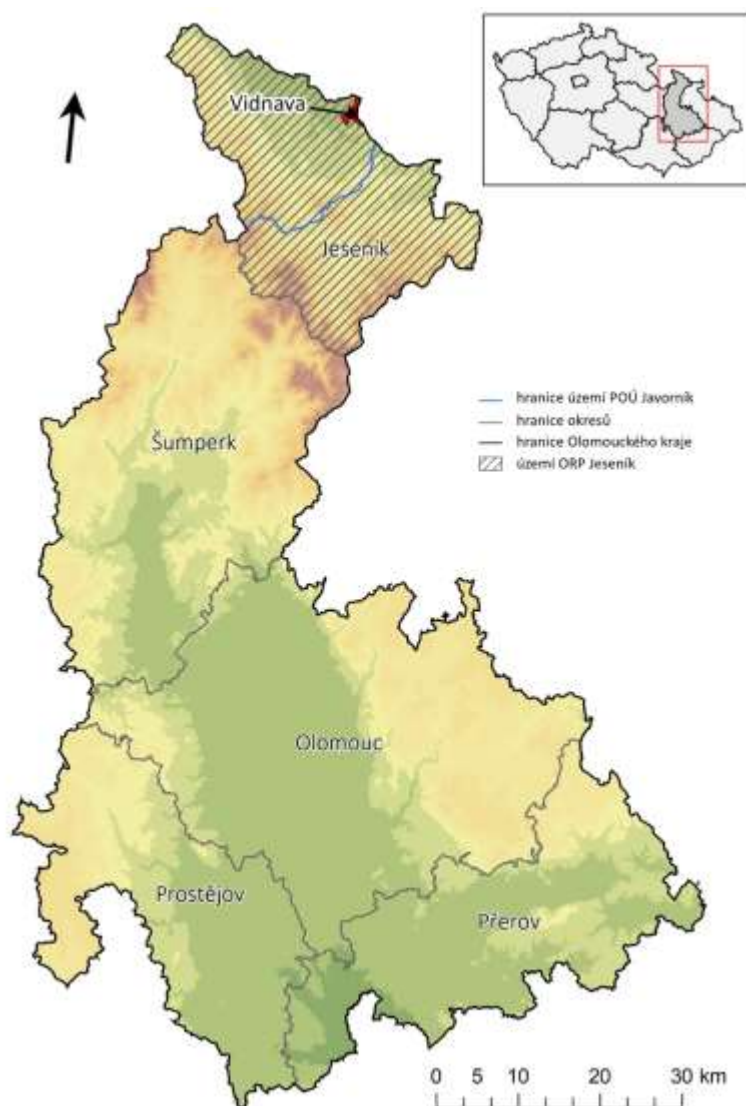 Vidnava
Jeseník
Šumperk
hranice území POÚ Javorník
hranice okresů
hranice Olomouckého kraje
území ORP Jeseník
Olomouc
Prostějov
Přerov
0 5 10 20 30 km